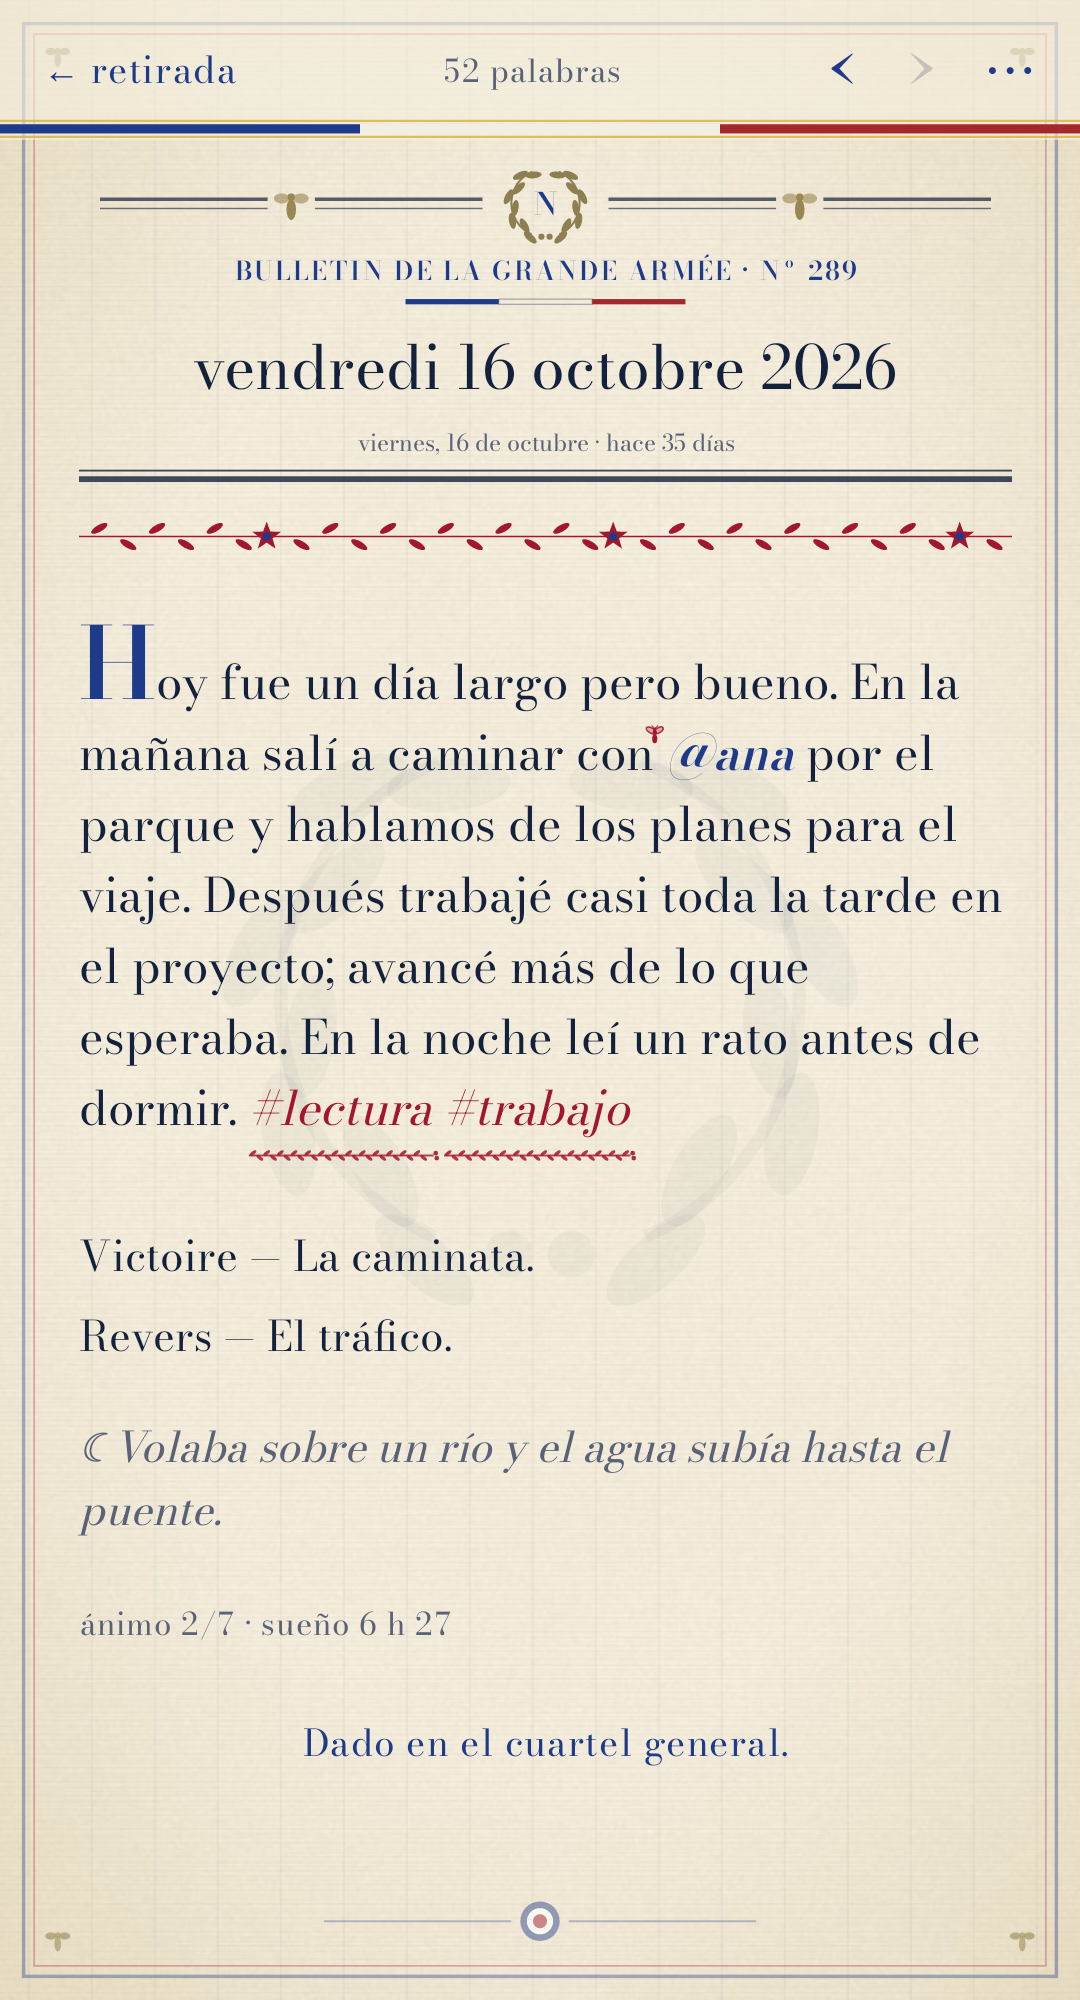 ← retirada
52 palabras
N
BULLETIN DE LA GRANDE ARMÉE · Nº 289
vendredi 16 octobre 2026
viernes, 16 de octubre · hace 35 días
Hoy fue un día largo pero bueno. En la
mañana salí a caminar con @ana por el
parque y hablamos de los planes para el
viaje. Después trabajé casi toda la tarde en
el proyecto; avancé más de lo que
esperaba. En la noche leí un rato antes de
dormir. #lectura #trabajo
Victoire — La caminata.
Revers — El tráfico.
☾ Volaba sobre un río y el agua subía hasta el
puente.
ánimo 2/7 · sueño 6 h 27
Dado en el cuartel general.